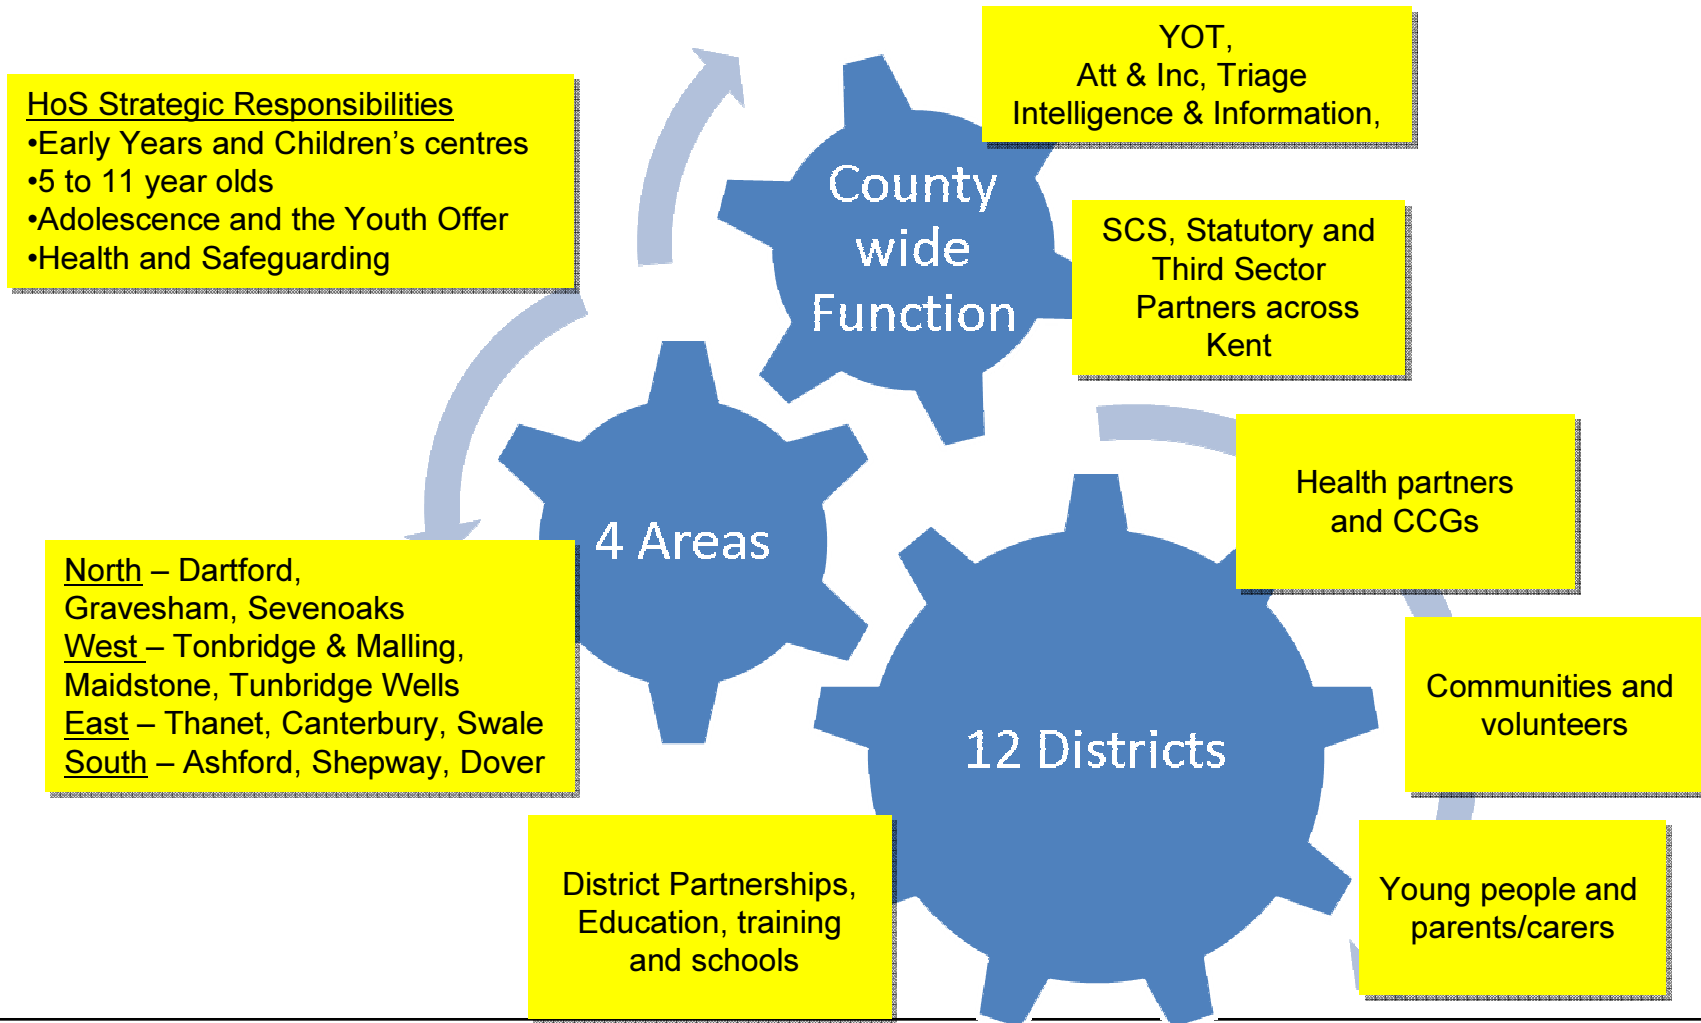 YOT,
Att & Inc, Triage
Intelligence & Information,
HoS Strategic Responsibilities
•Early Years and Children’s centres
•5 to 11 year olds
•Adolescence and the Youth Offer
•Health and Safeguarding
County
wide
Function
SCS, Statutory and
Third Sector
Partners across
Kent
4 Areas
Health partners
and CCGs
North – Dartford,
Gravesham, Sevenoaks
West – Tonbridge & Malling,
Maidstone, Tunbridge Wells
East – Thanet, Canterbury, Swale
South – Ashford, Shepway, Dover
12 Districts
Communities and
volunteers
District Partnerships,
Education, training
and schools
Young people and
parents/carers